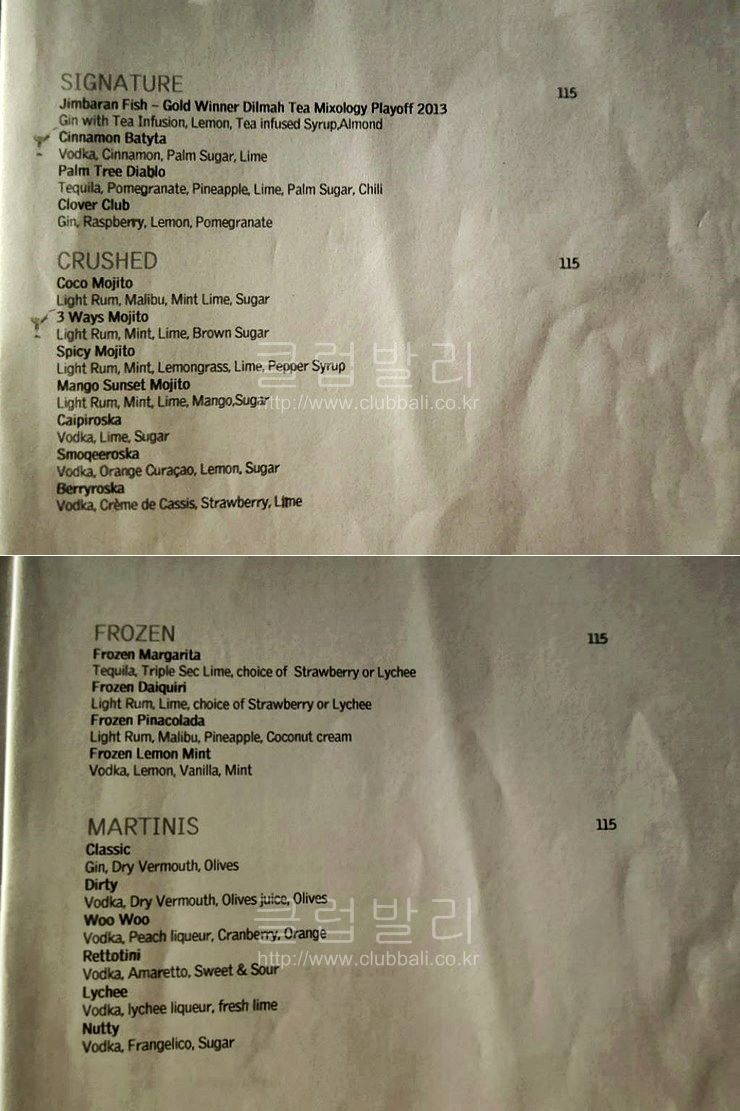 SIGNATURE 115
Jimbaran Fish - Gold Winner Dilmah Tea Mixology Playoff 2013
Gin with Tea Infusion, Lemon, Tea infused Syrup,Almond
Cinnamon Batyta
Vodka, Cinnamon, Palm Sugar, Lime
Palm Tree Diablo
Tequila, Pomegranate, Pineapple, Lime, Palm Sugar, Chili
Clover Club
Gin, Raspberry, Lemon, Pomegranate
CRUSHED 115
Coco Mojito
Light Rum, Malibu, Mint Lime, Sugar
3 Ways Mojito
Light Rum, Mint, Lime, Brown Sugar
Spicy Mojito
Light Rum, Mint, Lemongrass, Lime, Pepper Syrup
클럽발리
Mango Sunset Mojito
Light Rum, Mint, Lime, Mango,Sugar
http://www.clubbali.co.kr
Caipiroska
Vodka, Lime, Sugar
Smoqeeroska
Vodka, Orange Curaçao, Lemon, Sugar
Berryroska
Vodka, Crème de Cassis, Strawberry, Lime
FROZEN 115
Frozen Margarita
Tequila, Triple Sec Lime, choice of Strawberry or Lychee
Frozen Daiquiri
Light Rum, Lime, choice of Strawberry or Lychee
Frozen Pinacolada
Light Rum, Malibu, Pineapple, Coconut cream
Frozen Lemon Mint
Vodka, Lemon, Vanilla, Mint
MARTINIS 115
Classic
Gin, Dry Vermouth, Olives
Dirty
Vodka, Dry Vermouth, Olives juice, Olives
클럽발리
Woo Woo
Vodka, Peach liqueur, Cranberry, Orange
Rettotini
http://www.clubbali.co.kr
Vodka, Amaretto, Sweet & Sour
Lychee
Vodka, lychee liqueur, fresh lime
Nutty
Vodka, Frangelico, Sugar